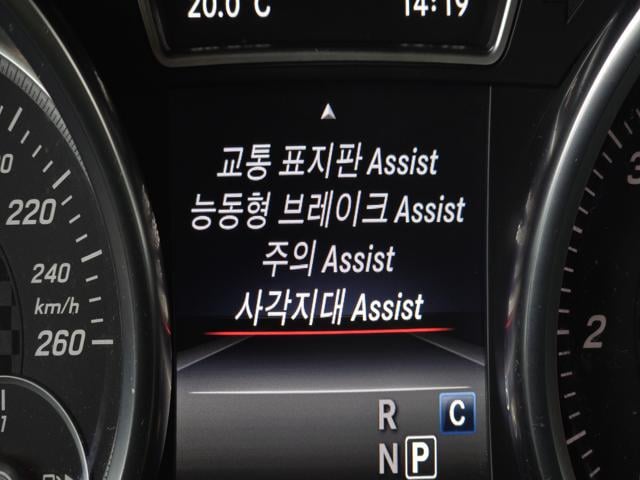 20.0°C 14:19
교통 표지판 Assist
능동형 브레이크 Assist
주의 Assist
사각지대 Assist
220
240
km/h
260
2
R C
N P